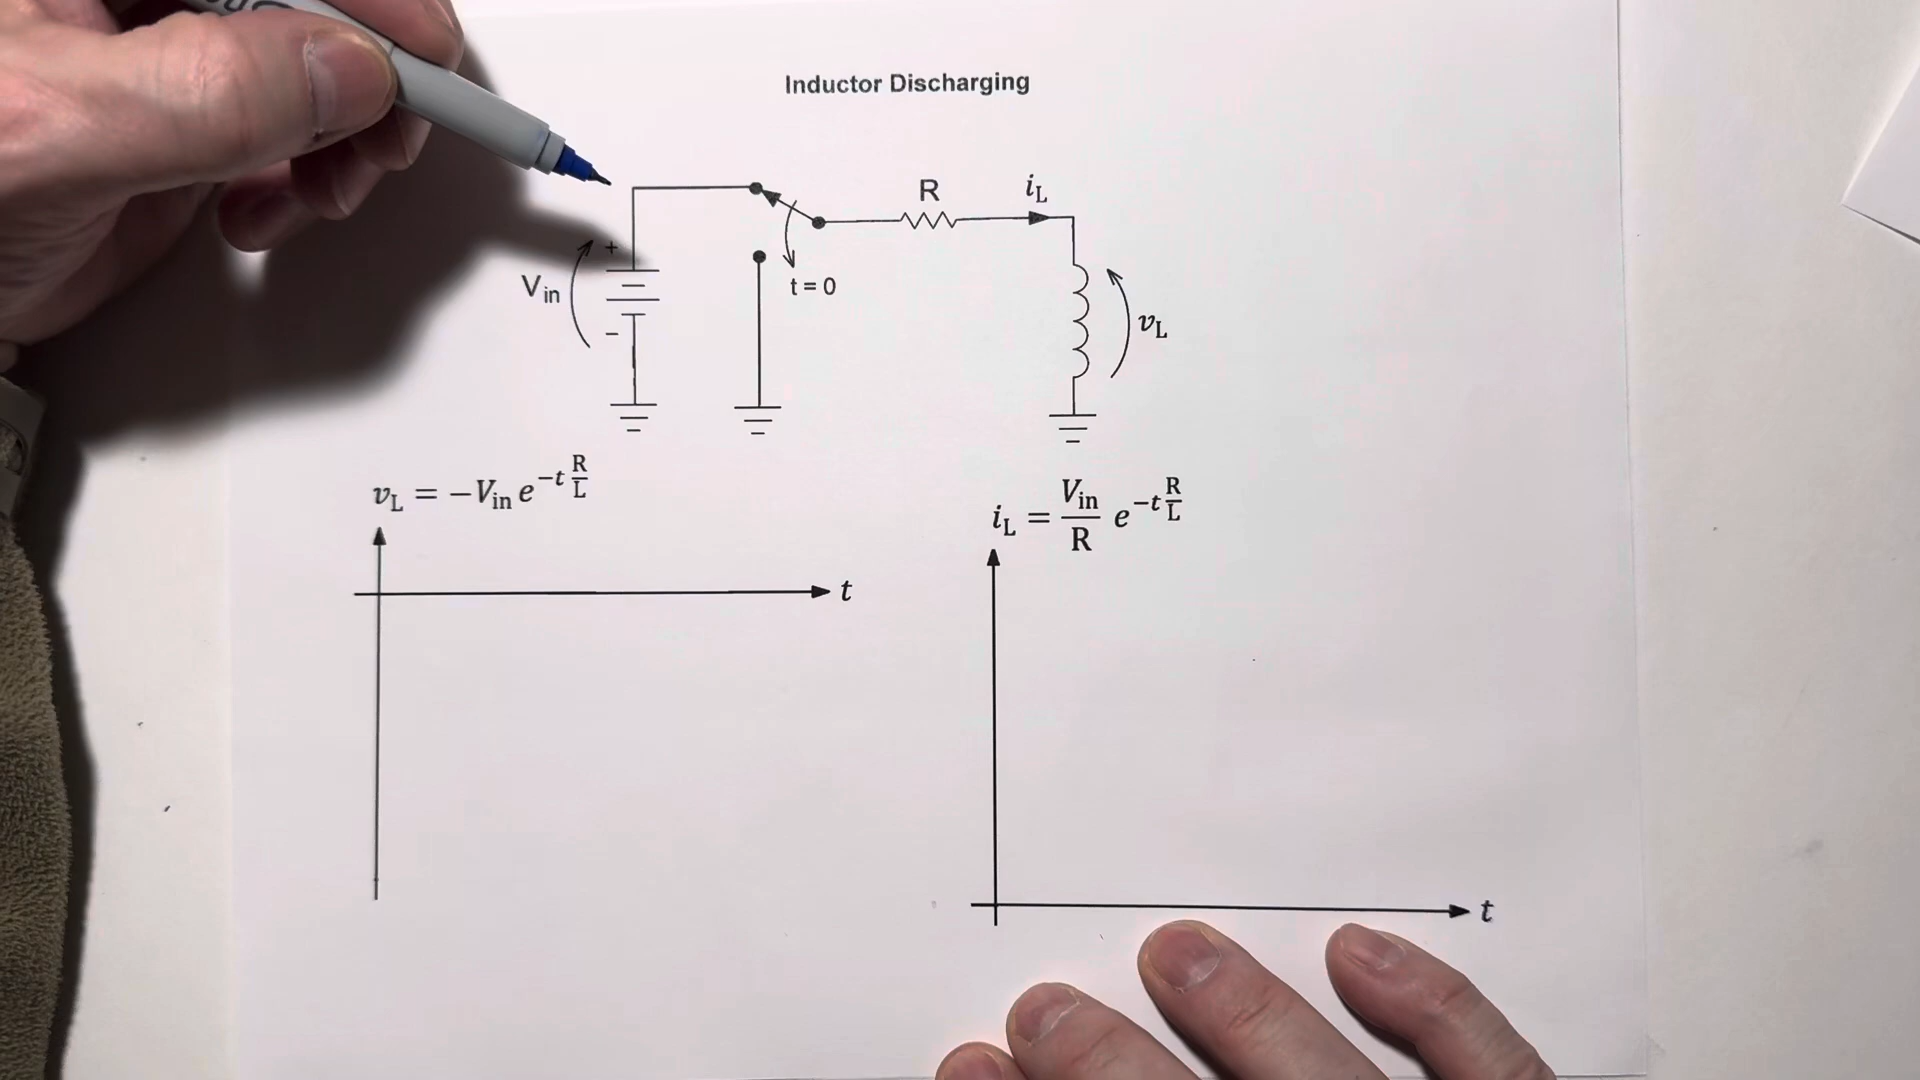 Inductor Discharging
R
i_L
+
V_in
t = 0
v_L
−
v_L = −V_in e^{−t R/L}
i_L = V_in/R e^{−t R/L}
t
t